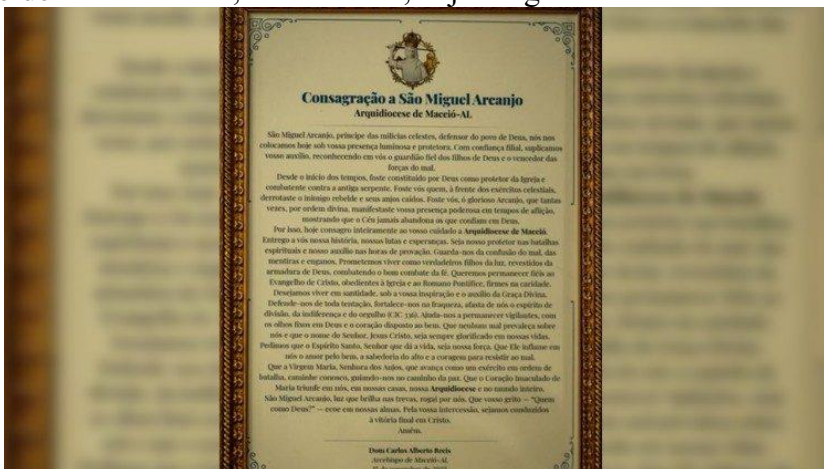 Consagração a São Miguel Arcanjo
Arquidiocese de Maceió-AL
São Miguel Arcanjo, príncipe das milícias celestes, defensor do povo de Deus, nós nos
colocamos hoje sob vossa presença luminosa e protetora. Com confiança filial, suplicamos
vosso auxílio, reconhecendo em vós o guardião fiel dos filhos de Deus e o vencedor das
forças do mal.
Desde o início dos tempos, foste constituído por Deus como protetor da Igreja e
combatente contra a antiga serpente. Foste vós quem, à frente dos exércitos celestiais,
derrotaste o inimigo rebelde e seus anjos caídos. Foste vós, ó glorioso Arcanjo, que tantas
vezes, por ordem divina, manifestaste vossa presença poderosa em tempos de aflição,
mostrando que o Céu jamais abandona os que confiam em Deus.
Por isso, hoje consagro inteiramente ao vosso cuidado a Arquidiocese de Maceió.
Entrego a vós nossa história, nossas lutas e esperanças. Seja nosso protetor nas batalhas
espirituais e nosso auxílio nas horas de provação. Guarda-nos da confusão do mal, das
mentiras e enganos. Prometemos viver como verdadeiros filhos da luz, revestidos da
armadura de Deus, combatendo o bom combate da fé. Queremos permanecer fiéis ao
Evangelho de Cristo, obedientes à Igreja e ao Romano Pontífice, firmes na caridade.
Desejamos viver em santidade, sob a vossa inspiração e o auxílio da Graça Divina.
Defende-nos de toda tentação, fortalece-nos na fraqueza, afasta de nós o espírito de
divisão, da indiferença e do orgulho (CIC 336). Ajuda-nos a permanecer vigilantes, com
os olhos fixos em Deus e o coração disposto ao bem. Que nenhum mal prevaleça sobre
nós e que o nome do Senhor, Jesus Cristo, seja sempre glorificado em nossas vidas.
Pedimos que o Espírito Santo, Senhor que dá a vida, seja nossa força. Que Ele inflame em
nós o amor pelo bem, a sabedoria do alto e a coragem para resistir ao mal.
Que a Virgem Maria, Senhora dos Anjos, que avança como um exército em ordem de
batalha, caminhe conosco, guiando-nos no caminho da paz. Que o Coração Imaculado de
Maria triunfe em nós, em nossas casas, nossa Arquidiocese e no mundo inteiro.
São Miguel Arcanjo, luz que brilha nas trevas, rogai por nós. Que vosso grito — "Quem
como Deus?" — ecoe em nossas almas. Pela vossa intercessão, sejamos conduzidos
à vitória final em Cristo.
Amém.
Dom Carlos Alberto Breis
Arcebispo de Maceió-AL